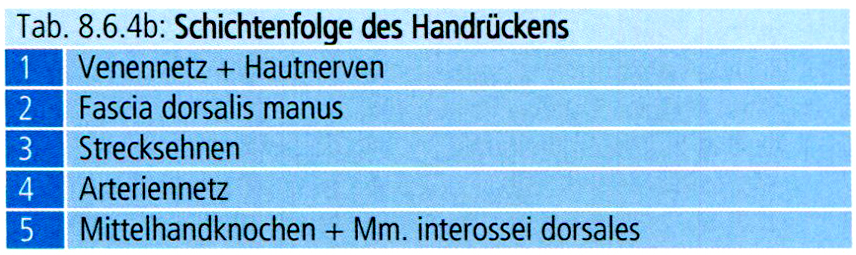 Tab. 8.6.4b: Schichtenfolge des Handrückens
1 Venennetz + Hautnerven
2 Fascia dorsalis manus
3 Strecksehnen
4 Arteriennetz
5 Mittelhandknochen + Mm. interossei dorsales